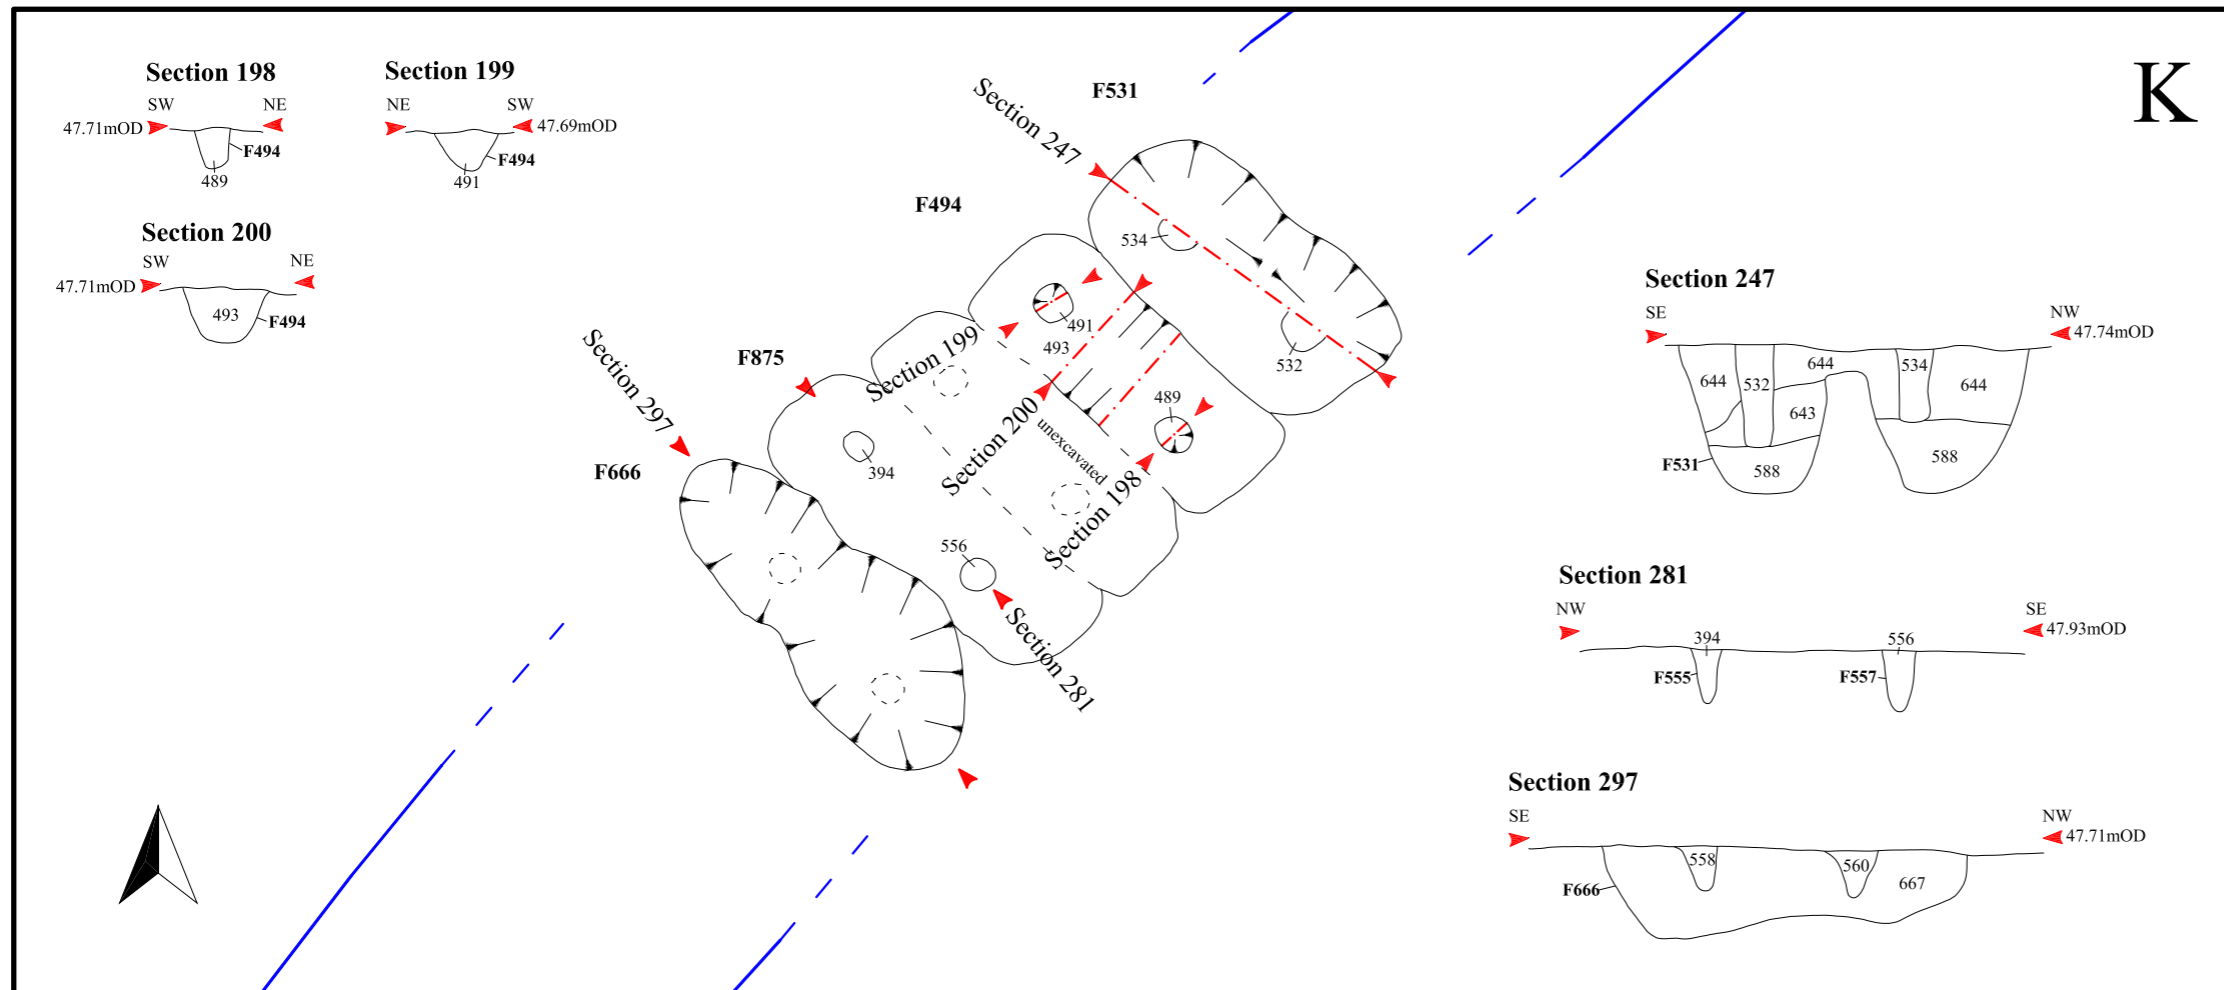 K
Section 198
SW NE
47.71mOD
F494
489
Section 199
NE SW
47.69mOD
F494
491
Section 200
SW NE
47.71mOD
493
F494
F531
Section 247
F494
534
532
491
493
Section 199
F875
Section 297
394
F666
Section 200
unexcavated
489
Section 198
556
Section 281
Section 247
SE NW
47.74mOD
644 532 644 534 644
643
F531
588 588
Section 281
NW SE
47.93mOD
394 556
F555 F557
Section 297
SE NW
47.71mOD
558 560
F666 667